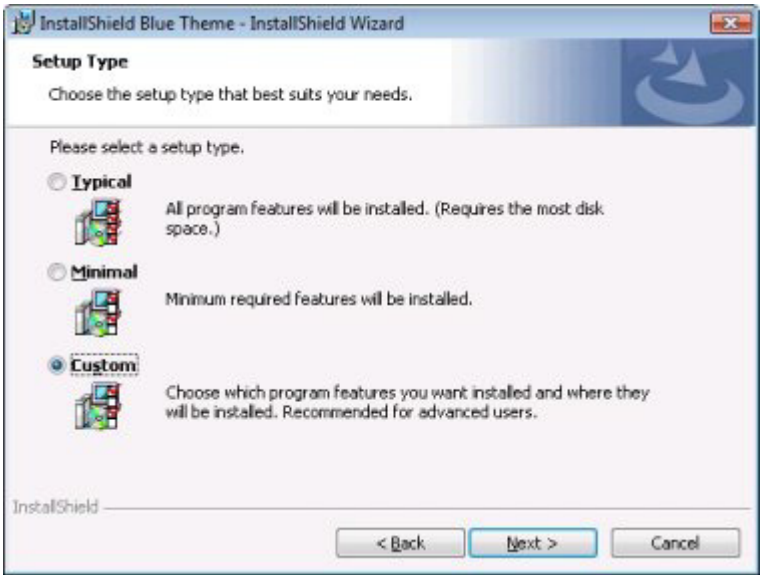 InstallShield Blue Theme - InstallShield Wizard
Setup Type
Choose the setup type that best suits your needs.
Please select a setup type.
Typical
All program features will be installed. (Requires the most disk
space.)
Minimal
Minimum required features will be installed.
Custom
Choose which program features you want installed and where they
will be installed. Recommended for advanced users.
InstallShield
< Back Next > Cancel